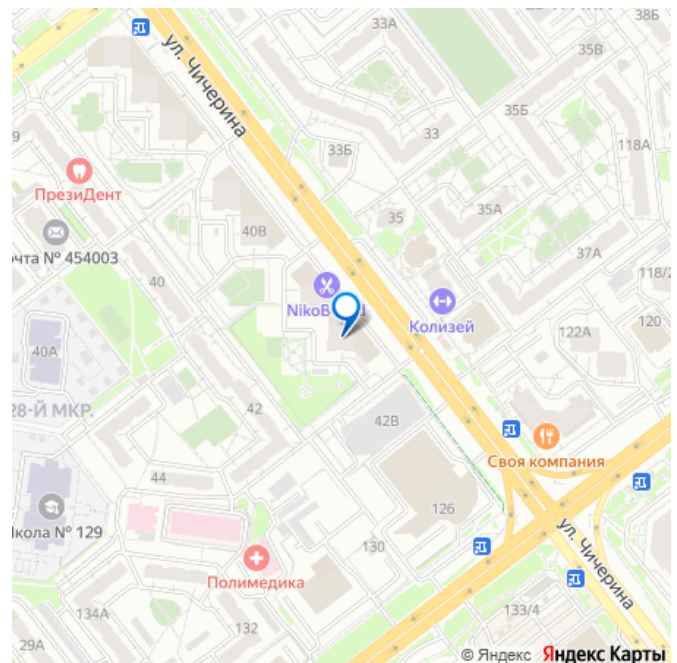 38Б
33А
35В
ул. Чичерина
35Б
33
118А
33Б
9
ПрезиДент
35
35А
40В
чта № 454003
37А
40
118/2
NikoB
Колизей
120
122А
40А
28-Й МКР.
42
42В
Своя компания
44
126
Школа № 129
130
ул. Чичерина
Полимедика
134А
132
133/4
29А
© Яндекс Яндекс Карты